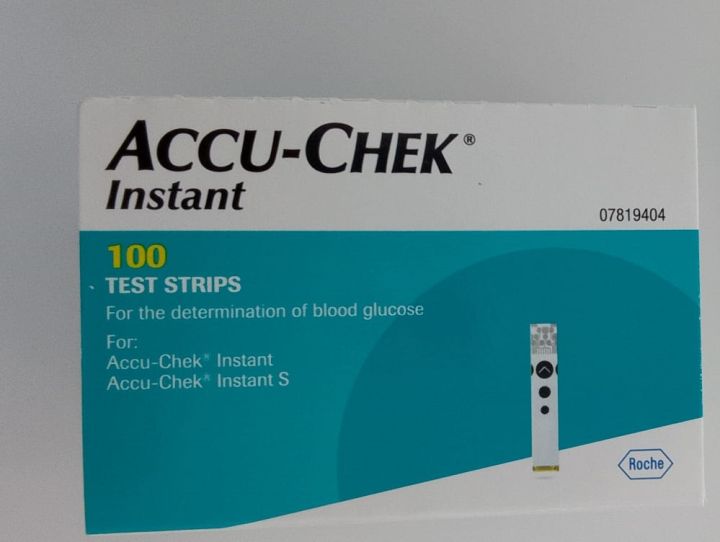 ACCU-CHEK®
Instant
07819404
100
TEST STRIPS
For the determination of blood glucose
For:
Accu-Chek® Instant
Accu-Chek® Instant S
Roche